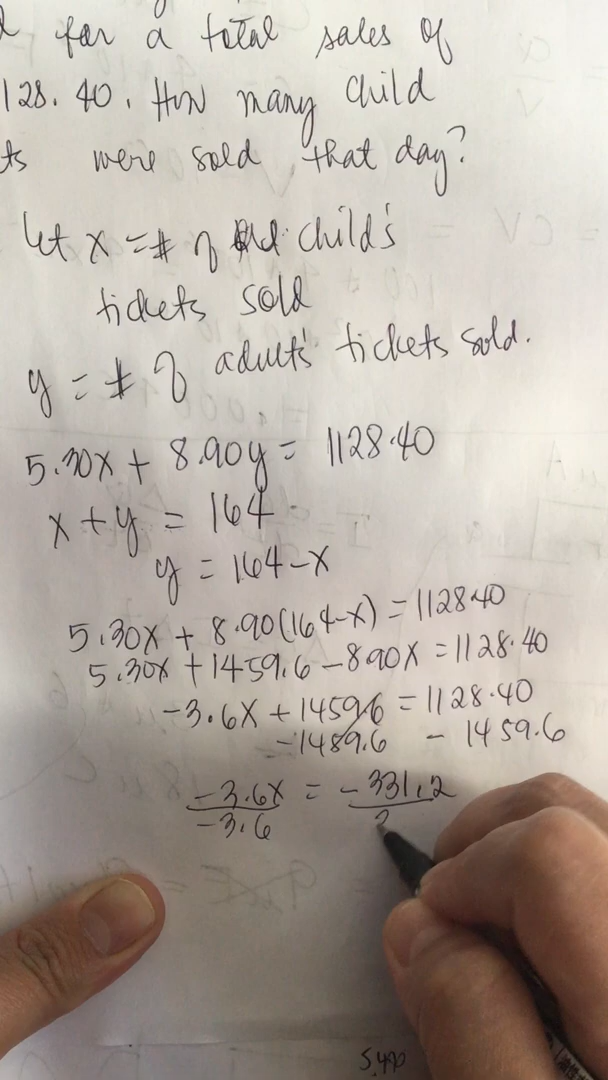 for a total sales of
128.40. How many child
ts were sold that day?
let x = # of child's
tickets sold
y = # of adults' tickets sold.
5.30x + 8.90y = 1128.40
x + y = 164
y = 164-x
5.30x + 8.90(164-x) = 1128.40
5.30x + 1459.6 - 8.90x = 1128.40
-3.6x + 1459.6 = 1128.40
-1459.6 - 1459.6
-3.6x = -331.2
-3.6